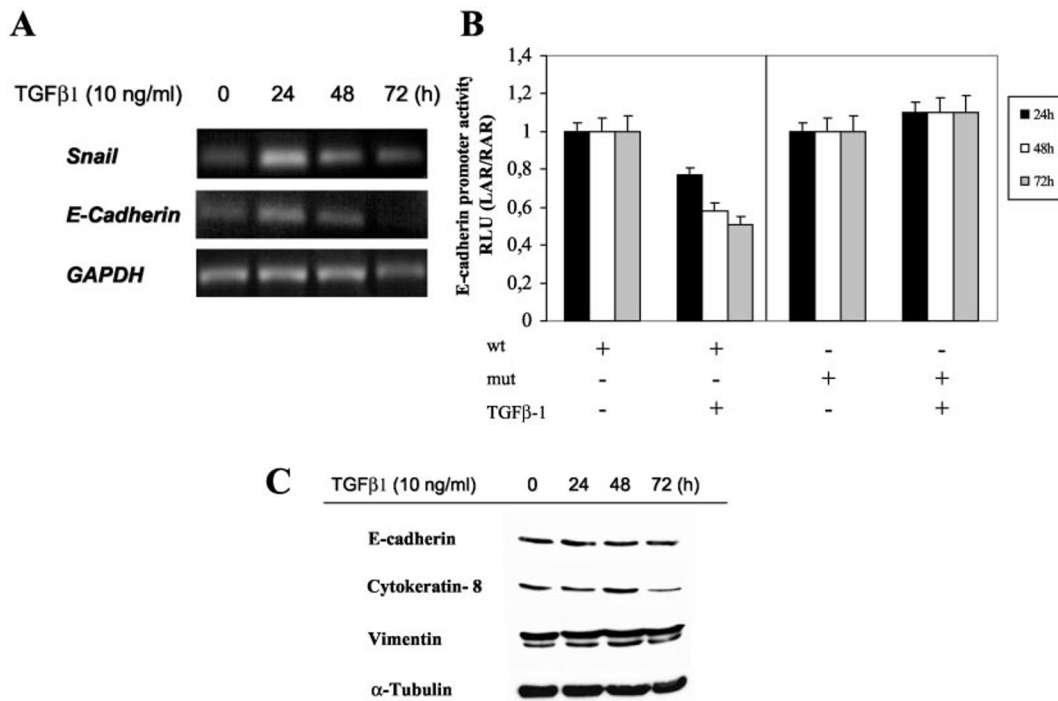 A
TGFβ1 (10 ng/ml) 0 24 48 72 (h)
Snail
E-Cadherin
GAPDH
B
E-cadherin promoter activity
RLU (LAR/RAR)
1,4
1,2
1
0,8
0,6
0,4
0,2
0
24h
48h
72h
wt + + - -
mut - - + +
TGFβ-1 - + - +
C
TGFβ1 (10 ng/ml) 0 24 48 72 (h)
E-cadherin
Cytokeratin- 8
Vimentin
α-Tubulin